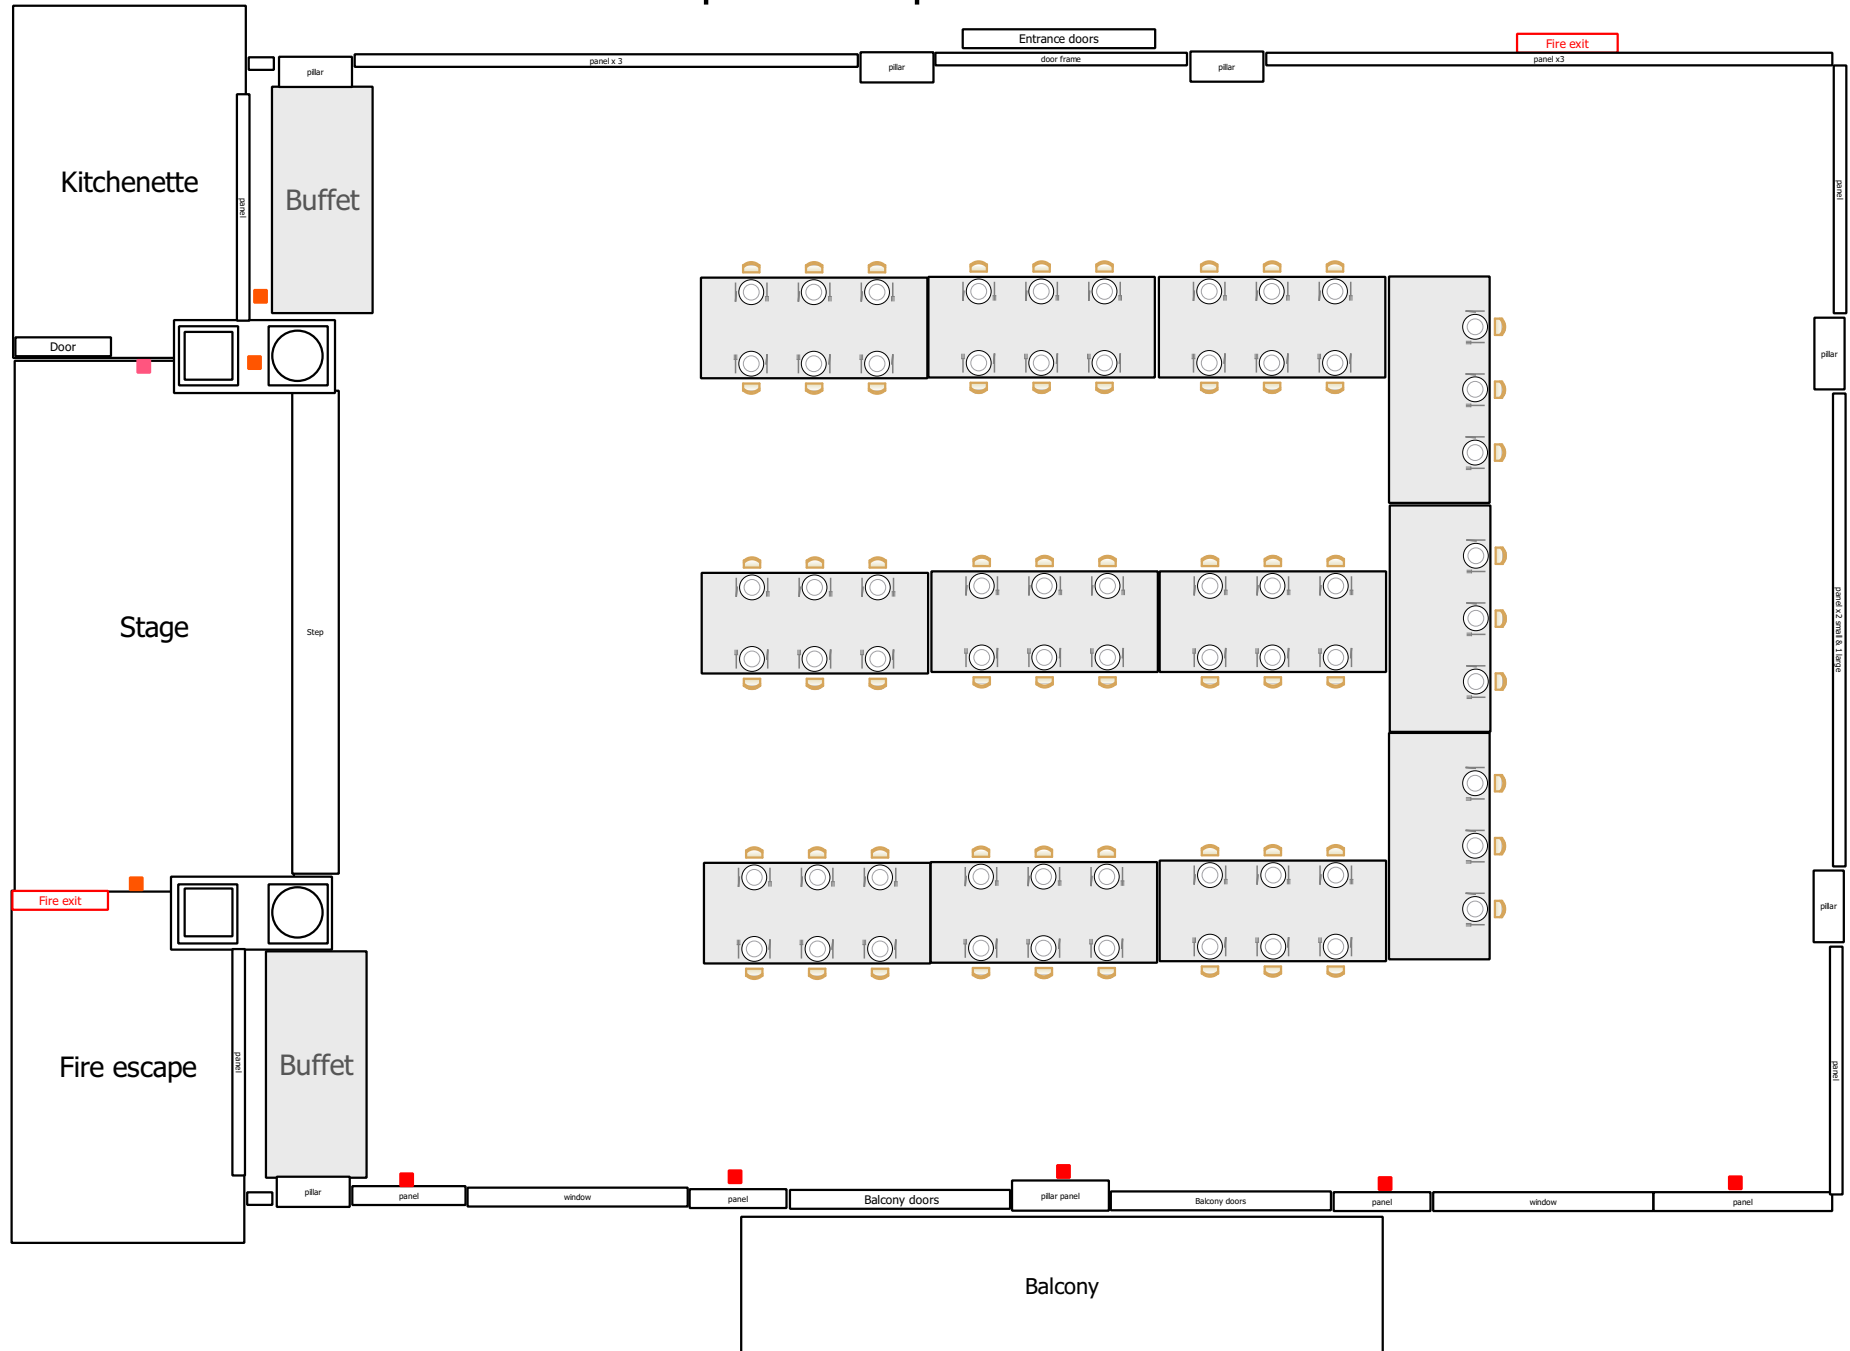 Entrance doors
Fire exit
pillar
panel x 3
pillar
door frame
pillar
panel x3
Kitchenette
panel
Buffet
panel
Door
pillar
Stage
Step
panel x 2 small & 1 large
Fire exit
pillar
Fire escape
panel
Buffet
panel
pillar
panel
window
panel
Balcony doors
pillar panel
Balcony doors
panel
window
panel
Balcony